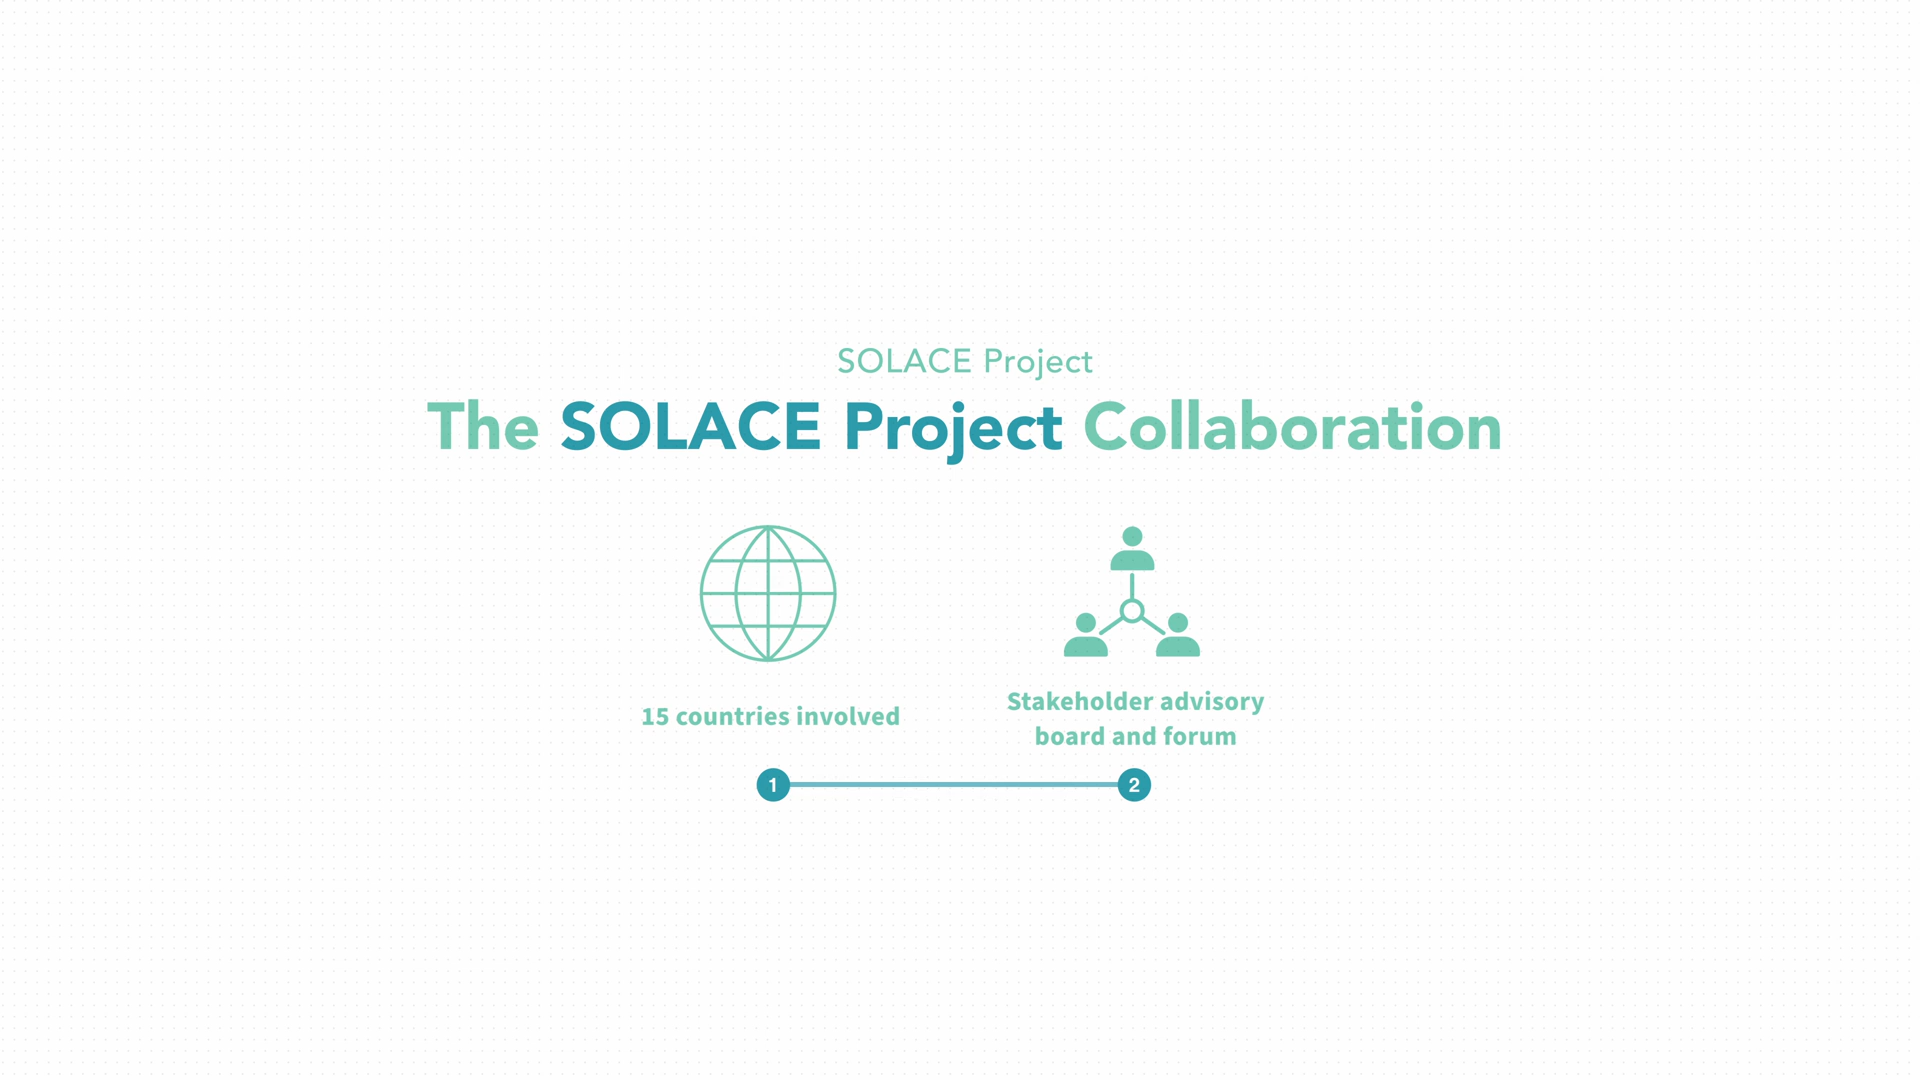 SOLACE Project
The SOLACE Project Collaboration
15 countries involved
Stakeholder advisory
board and forum
1
2